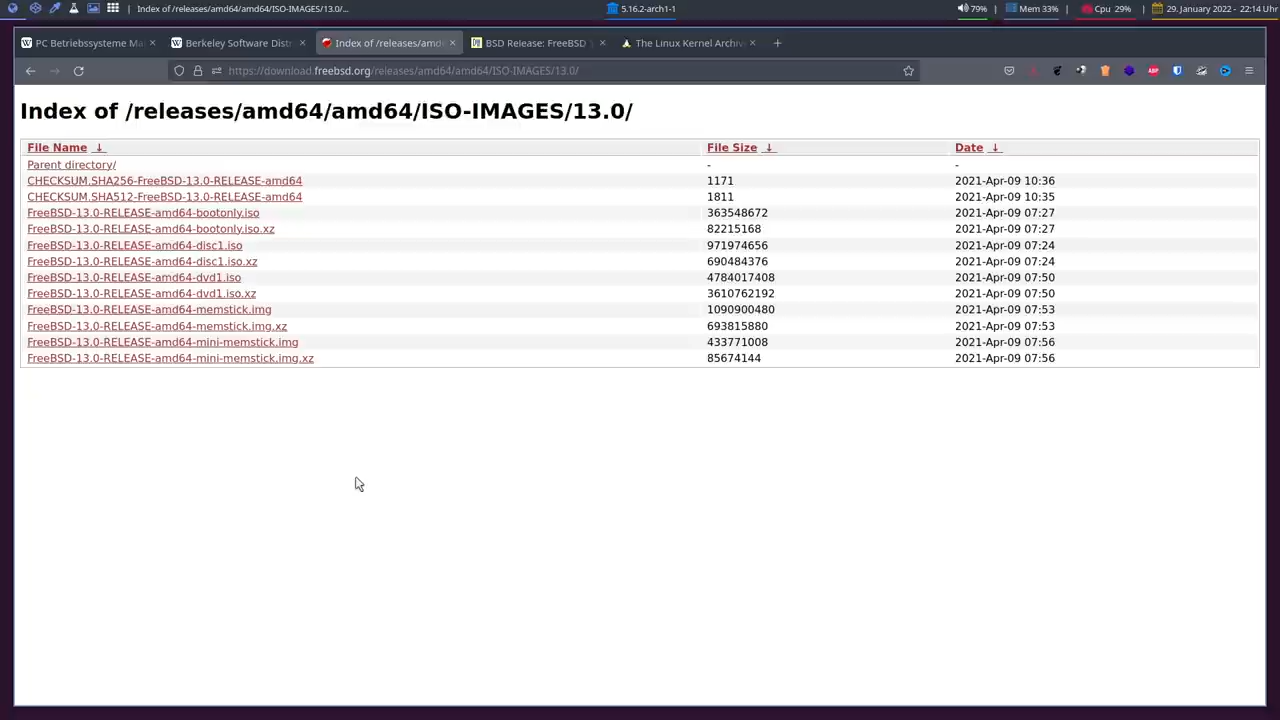 Index of /releases/amd64/amd64/ISO-IMAGES/13.0/...
5.16.2-arch1-1
79% | Mem 33% | Cpu 29% | 29. January 2022 - 22:14 Uhr
PC Betriebssysteme Ma
Berkeley Software Distr
Index of /releases/amd
BSD Release: FreeBSD
The Linux Kernel Archiv
https://download.freebsd.org/releases/amd64/amd64/ISO-IMAGES/13.0/
Index of /releases/amd64/amd64/ISO-IMAGES/13.0/
File Name ↓ File Size ↓ Date ↓
Parent directory/ - -
CHECKSUM.SHA256-FreeBSD-13.0-RELEASE-amd64 1171 2021-Apr-09 10:36
CHECKSUM.SHA512-FreeBSD-13.0-RELEASE-amd64 1811 2021-Apr-09 10:35
FreeBSD-13.0-RELEASE-amd64-bootonly.iso 363548672 2021-Apr-09 07:27
FreeBSD-13.0-RELEASE-amd64-bootonly.iso.xz 82215168 2021-Apr-09 07:27
FreeBSD-13.0-RELEASE-amd64-disc1.iso 971974656 2021-Apr-09 07:24
FreeBSD-13.0-RELEASE-amd64-disc1.iso.xz 690484376 2021-Apr-09 07:24
FreeBSD-13.0-RELEASE-amd64-dvd1.iso 4784017408 2021-Apr-09 07:50
FreeBSD-13.0-RELEASE-amd64-dvd1.iso.xz 3610762192 2021-Apr-09 07:50
FreeBSD-13.0-RELEASE-amd64-memstick.img 1090900480 2021-Apr-09 07:53
FreeBSD-13.0-RELEASE-amd64-memstick.img.xz 693815880 2021-Apr-09 07:53
FreeBSD-13.0-RELEASE-amd64-mini-memstick.img 433771008 2021-Apr-09 07:56
FreeBSD-13.0-RELEASE-amd64-mini-memstick.img.xz 85674144 2021-Apr-09 07:56